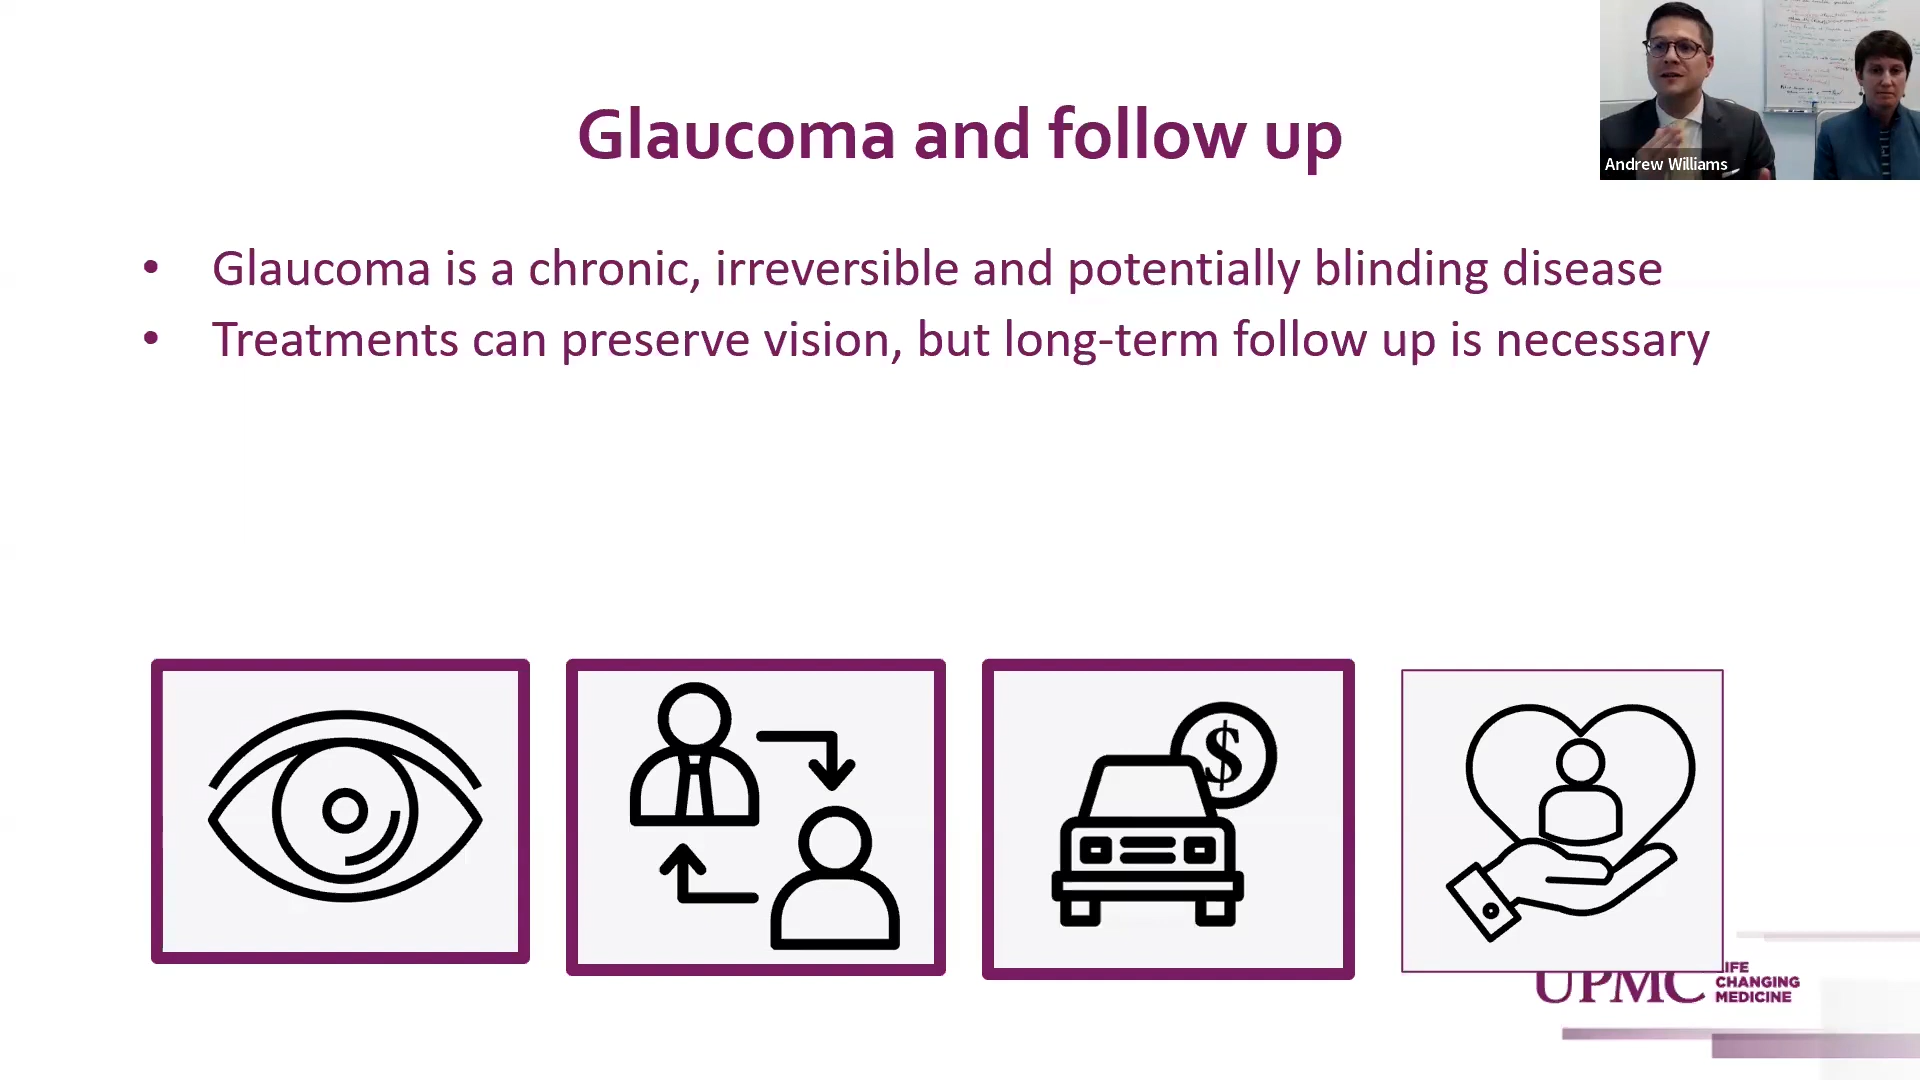 Glaucoma and follow up
Andrew Williams
• Glaucoma is a chronic, irreversible and potentially blinding disease
• Treatments can preserve vision, but long-term follow up is necessary
$
UPMC
LIFE
CHANGING
MEDICINE